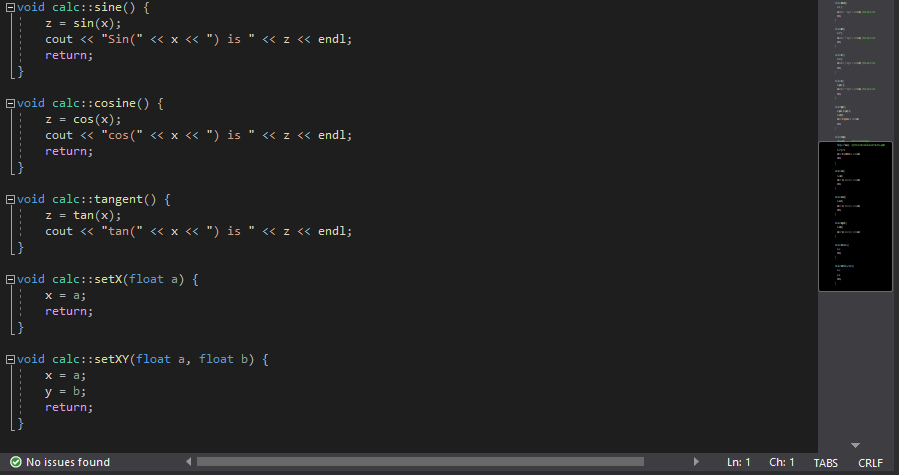 void calc::sine() {
z = sin(x);
cout << "Sin(" << x << ") is " << z << endl;
return;
}
void calc::cosine() {
z = cos(x);
cout << "cos(" << x << ") is " << z << endl;
return;
}
void calc::tangent() {
z = tan(x);
cout << "tan(" << x << ") is " << z << endl;
}
void calc::setX(float a) {
x = a;
return;
}
void calc::setXY(float a, float b) {
x = a;
y = b;
return;
}
No issues found Ln: 1 Ch: 1 TABS CRLF